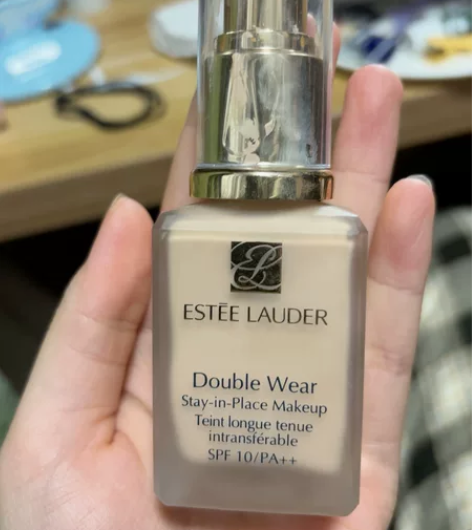 ESTĒE LAUDER
Double Wear
Stay-in-Place Makeup
Teint longue tenue
intransférable
SPF 10/PA++